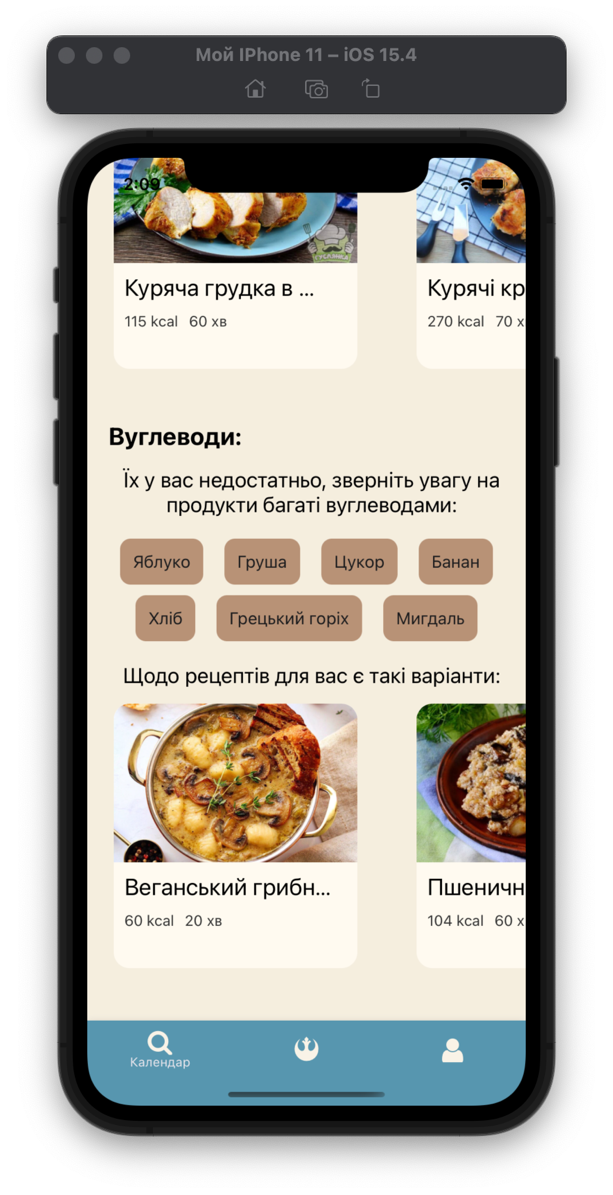 Мой IPhone 11 – iOS 15.4
2:09
Куряча грудка в ...
Курячі кр
115 kcal 60 хв
270 kcal 70 х
Вуглеводи:
Їх у вас недостатньо, зверніть увагу на
продукти багаті вуглеводами:
Яблуко Груша Цукор Банан
Хліб Грецький горіх Мигдаль
Щодо рецептів для вас є такі варіанти:
Веганський грибн...
Пшеничн
60 kcal 20 хв
104 kcal 60 х
Календар